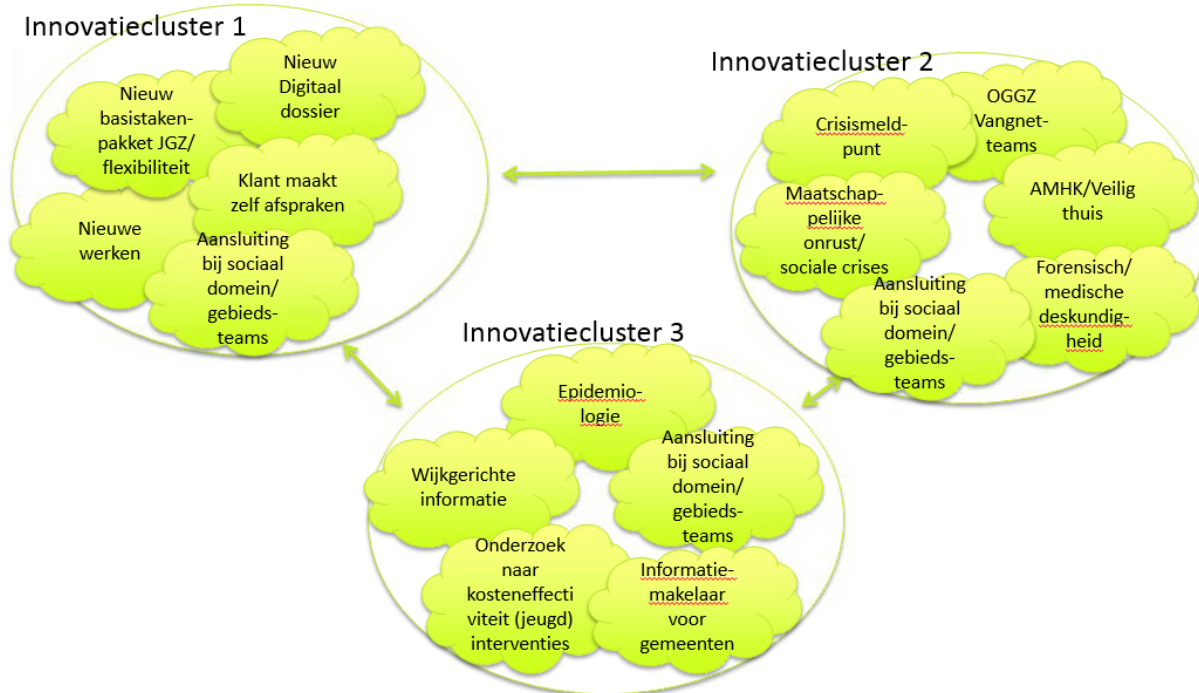 Innovatiecluster 1
Nieuw
Digitaal
dossier
Nieuw
basistaken-
pakket JGZ/
flexibiliteit
Klant maakt
zelf afspraken
Nieuwe
werken
Aansluiting
bij sociaal
domein/
gebieds-
teams
Innovatiecluster 2
Crisismeld-
punt
OGGZ
Vangnet-
teams
Maatschap-
pelijke
onrust/
sociale crises
AMHK/Veilig
thuis
Aansluiting
bij sociaal
domein/
gebieds-
teams
Forensisch/
medische
deskundig-
heid
Innovatiecluster 3
Epidemio-
logie
Wijkgerichte
informatie
Aansluiting
bij sociaal
domein/
gebieds-
teams
Onderzoek
naar
kosteneffecti
viteit (jeugd)
interventies
Informatie-
makelaar
voor
gemeenten